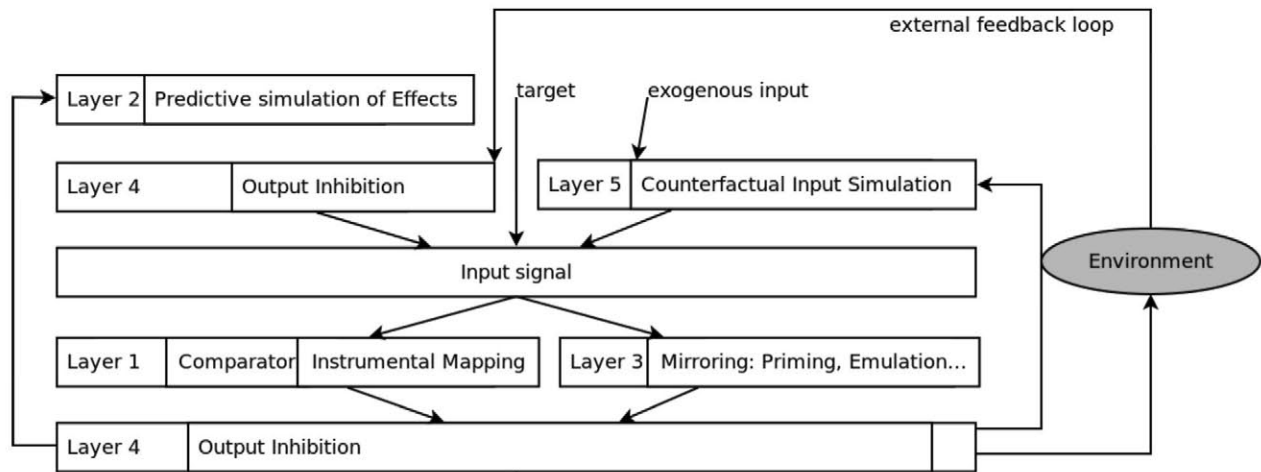 external feedback loop
Layer 2 Predictive simulation of Effects
target
exogenous input
Layer 4 Output Inhibition
Layer 5 Counterfactual Input Simulation
Input signal
Environment
Layer 1 Comparator Instrumental Mapping
Layer 3 Mirroring: Priming, Emulation...
Layer 4 Output Inhibition